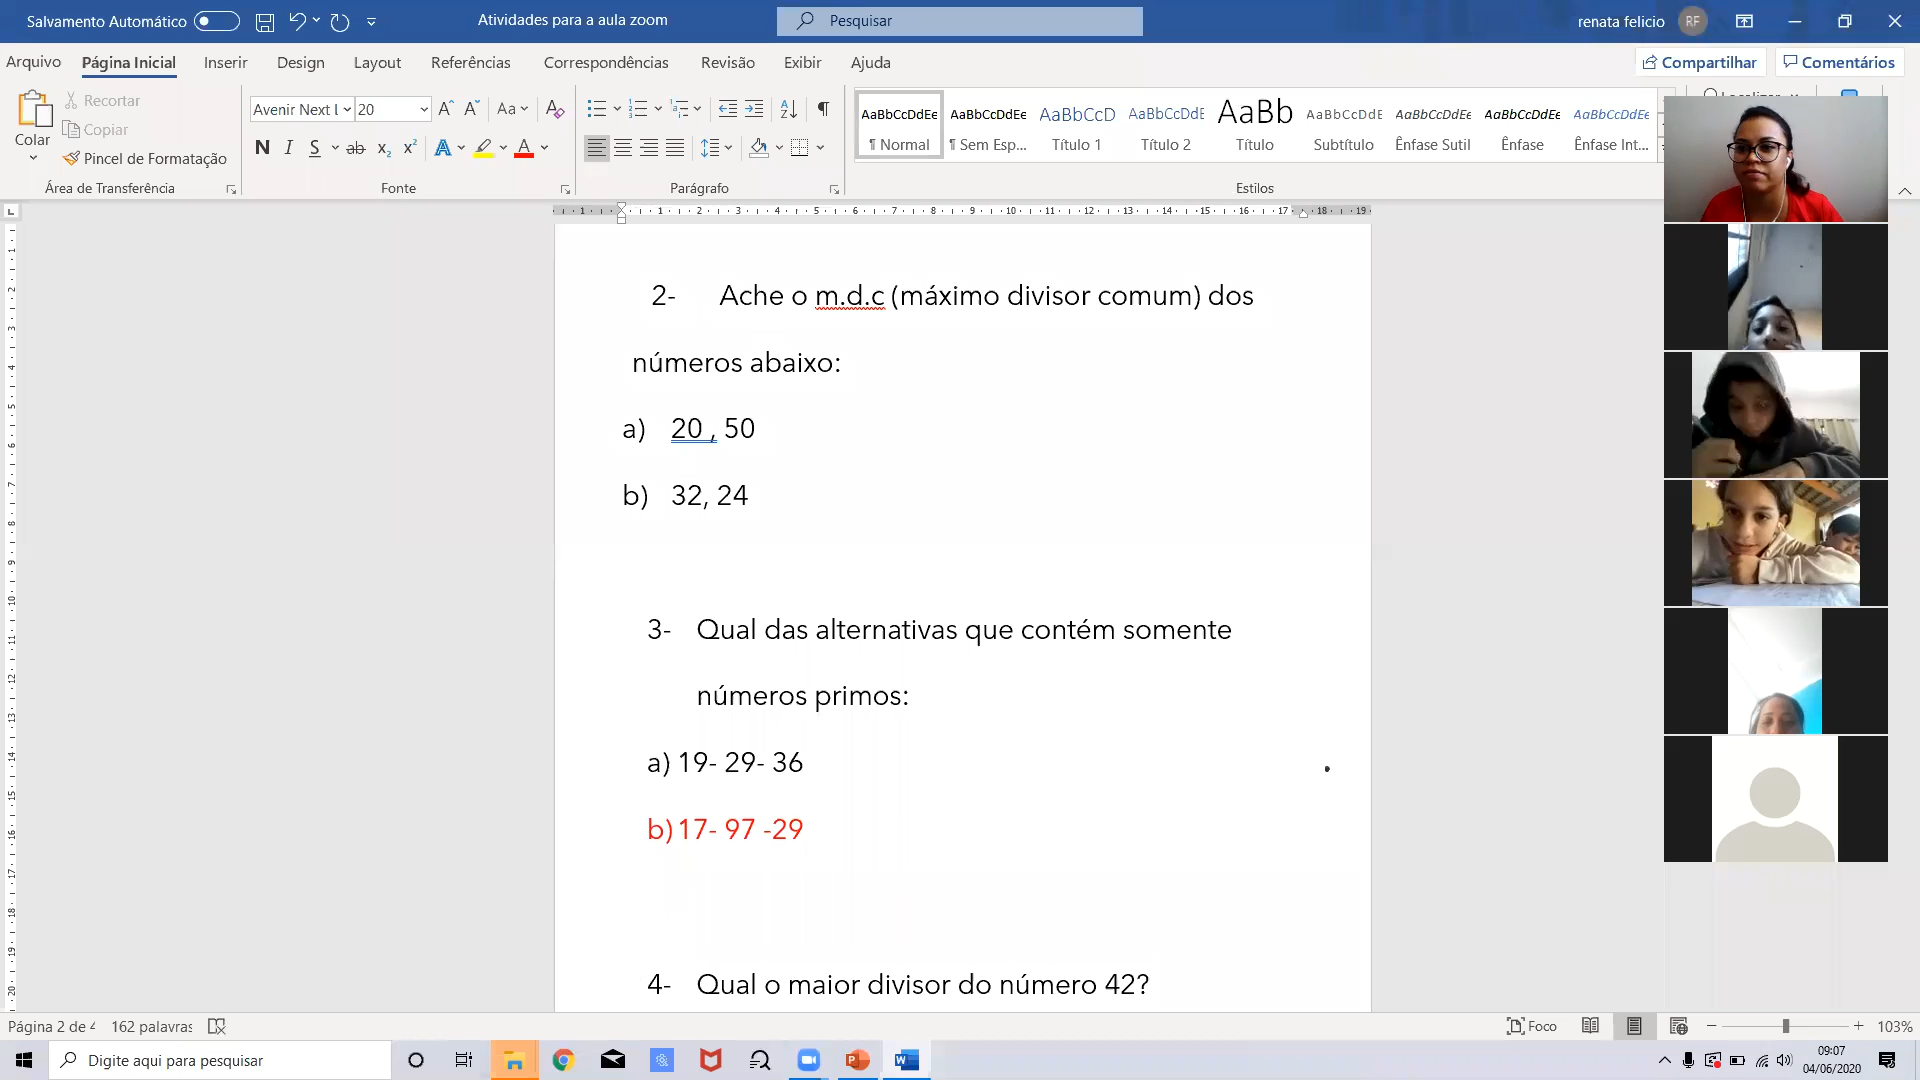 Salvamento Automático
Atividades para a aula zoom
Pesquisar
renata felicio
RF
Arquivo Página Inicial Inserir Design Layout Referências Correspondências Revisão Exibir Ajuda
Compartilhar Comentários
Colar
Recortar
Copiar
Pincel de Formatação
Área de Transferência
Avenir Next L 20
Fonte
Parágrafo
AaBbCcDdEe AaBbCcDdEe AaBbCcD AaBbCcDdE AaBb AaBbCcDdE AaBbCcDdEe AaBbCcDdEe AaBbCcDdEe
¶ Normal ¶ Sem Esp... Título 1 Título 2 Título Subtítulo Ênfase Sutil Ênfase Ênfase Int...
Estilos
2- Ache o m.d.c (máximo divisor comum) dos
números abaixo:
a) 20 , 50
b) 32, 24
3- Qual das alternativas que contém somente
números primos:
a) 19- 29- 36
b) 17- 97 -29
4- Qual o maior divisor do número 42?
Página 2 de 4 162 palavras
Foco
103%
Digite aqui para pesquisar
09:07
04/06/2020